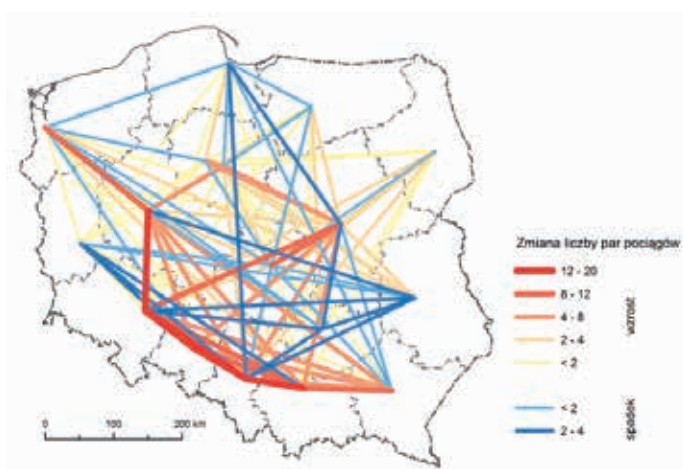 Zmiana liczby par pociągów
12 - 20
8 - 12
4 - 8
2 - 4
< 2
wzrost
< 2
2 - 4
spadek
0 100 200 km